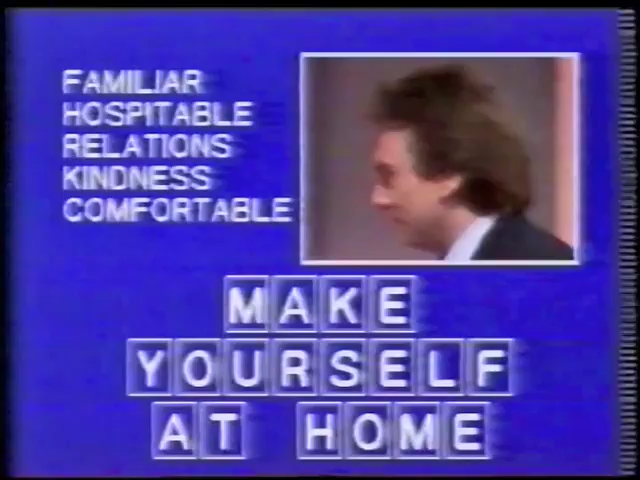 FAMILIAR
HOSPITABLE
RELATIONS
KINDNESS
COMFORTABLE
MAKE
YOURSELF
AT HOME